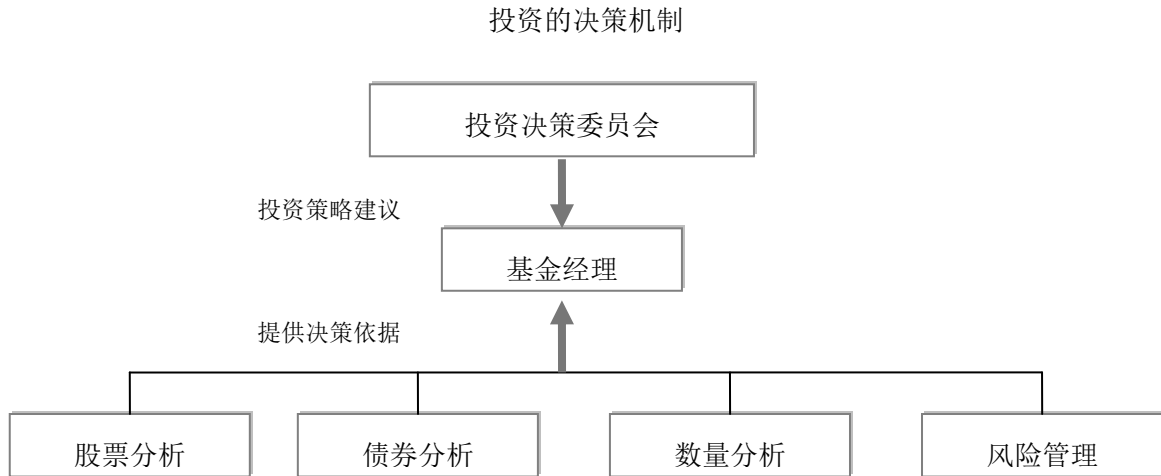 投资的决策机制
投资决策委员会
投资策略建议
基金经理
提供决策依据
股票分析
债券分析
数量分析
风险管理